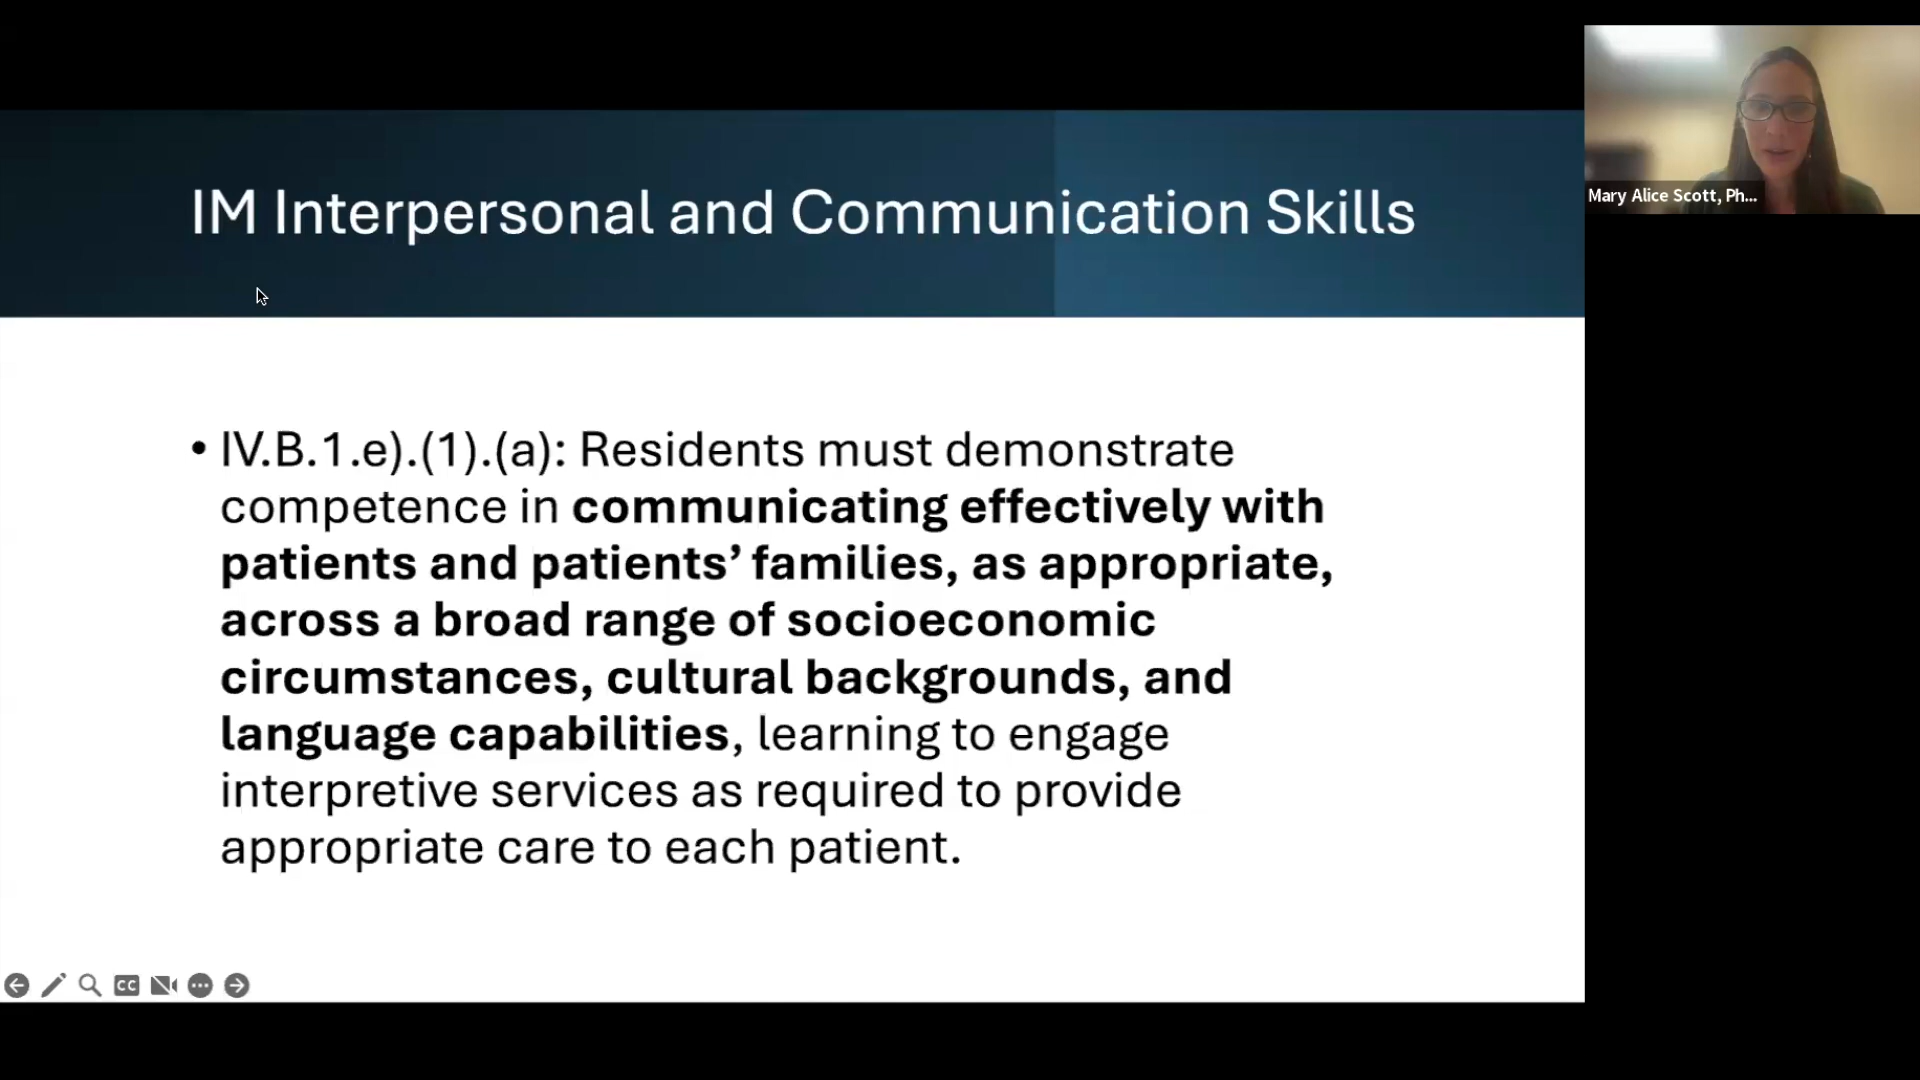 IM Interpersonal and Communication Skills
Mary Alice Scott, Ph...
• IV.B.1.e).(1).(a): Residents must demonstrate
competence in communicating effectively with
patients and patients’ families, as appropriate,
across a broad range of socioeconomic
circumstances, cultural backgrounds, and
language capabilities, learning to engage
interpretive services as required to provide
appropriate care to each patient.
CC